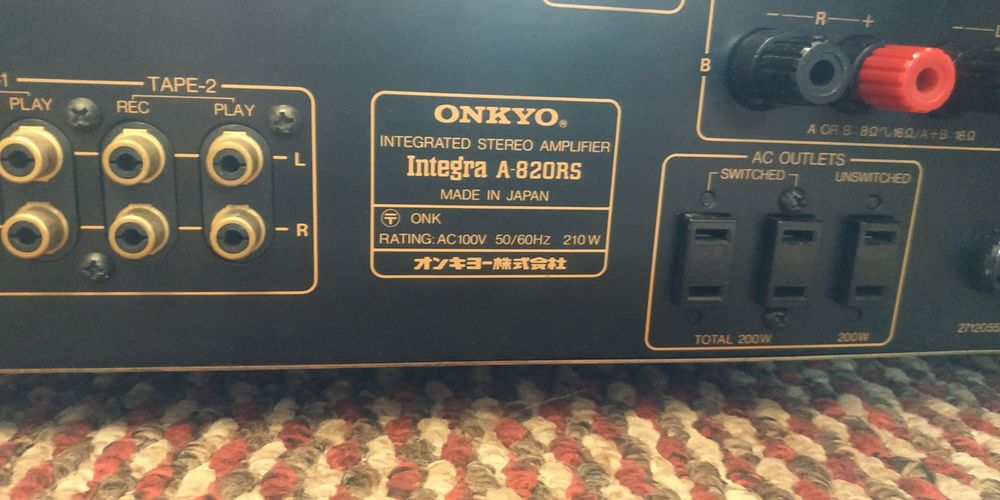 -1
TAPE-2
PLAY
REC
PLAY
L
R
ONKYO®
INTEGRATED STEREO AMPLIFIER
Integra A-820RS
MADE IN JAPAN
〒 ONK
RATING: AC100V 50/60Hz 210W
オンキヨー株式会社
R
− +
L
B
A OR B: 8Ω~16Ω/A+B: 16Ω
AC OUTLETS
SWITCHED
UNSWITCHED
TOTAL 200W
200W
2712055